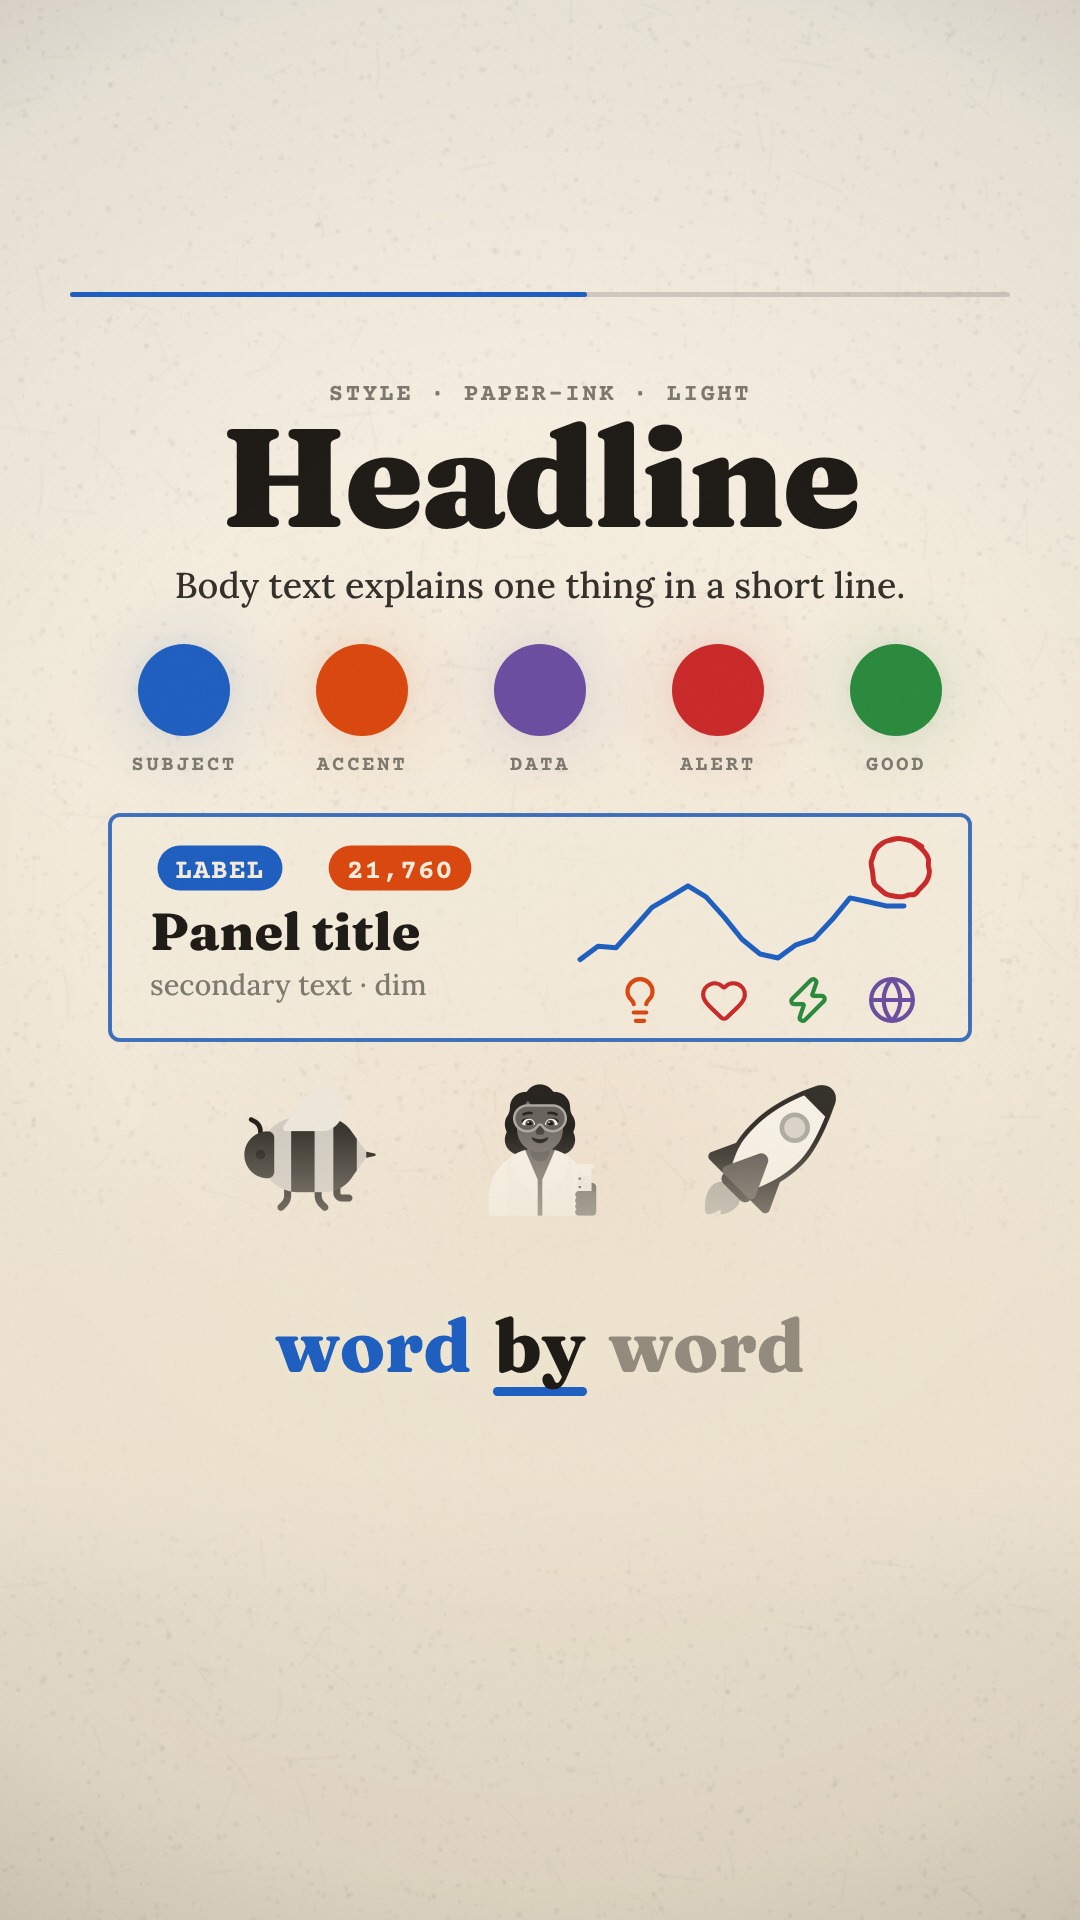 STYLE · PAPER-INK · LIGHT
Headline
Body text explains one thing in a short line.
SUBJECT ACCENT DATA ALERT GOOD
LABEL 21,760
Panel title
secondary text · dim
word by word